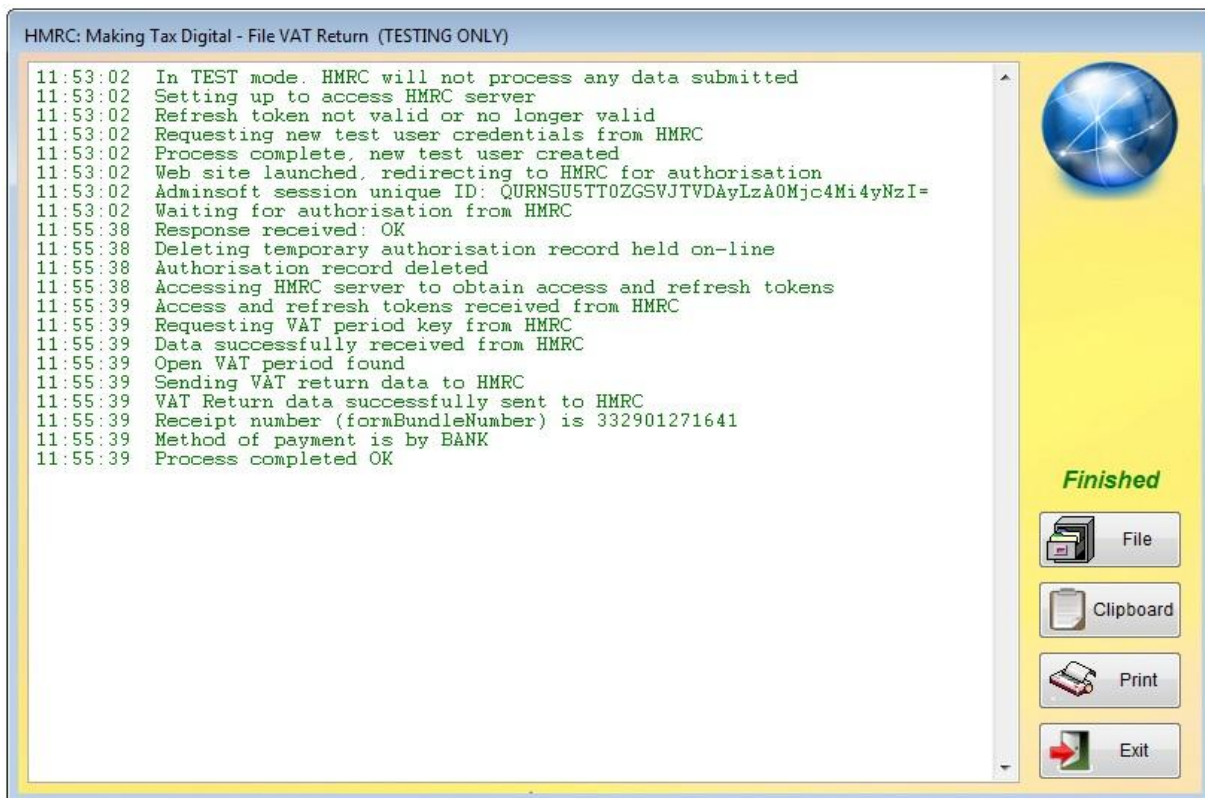 HMRC: Making Tax Digital - File VAT Return (TESTING ONLY)
11:53:02 In TEST mode. HMRC will not process any data submitted
11:53:02 Setting up to access HMRC server
11:53:02 Refresh token not valid or no longer valid
11:53:02 Requesting new test user credentials from HMRC
11:53:02 Process complete, new test user created
11:53:02 Web site launched, redirecting to HMRC for authorisation
11:53:02 Adminsoft session unique ID: QURNSU5TT0ZGSVJTVDAyLzA0Mjc4Mi4yNzI=
11:53:02 Waiting for authorisation from HMRC
11:55:38 Response received: OK
11:55:38 Deleting temporary authorisation record held on-line
11:55:38 Authorisation record deleted
11:55:38 Accessing HMRC server to obtain access and refresh tokens
11:55:39 Access and refresh tokens received from HMRC
11:55:39 Requesting VAT period key from HMRC
11:55:39 Data successfully received from HMRC
11:55:39 Open VAT period found
11:55:39 Sending VAT return data to HMRC
11:55:39 VAT Return data successfully sent to HMRC
11:55:39 Receipt number (formBundleNumber) is 332901271641
11:55:39 Method of payment is by BANK
11:55:39 Process completed OK
Finished
File
Clipboard
Print
Exit